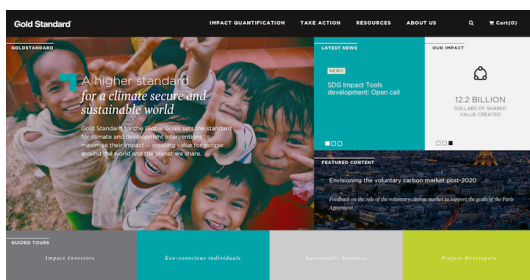 Gold Standard
IMPACT QUANTIFICATION TAKE ACTION RESOURCES ABOUT US Cart(0)
GOLDSTANDARD
A higher standard
for a climate secure and
sustainable world
Gold Standard for the Global Goals sets the standard
for climate and development interventions to
maximise their impact — creating value for people
around the world and the planet we share.
LATEST NEWS
NEWS
SDG Impact Tools
development: Open call
OUR IMPACT
12.2 BILLION
DOLLARS OF SHARED
VALUE CREATED
FEATURED CONTENT
Envisioning the voluntary carbon market post-2020
Feedback on the role of the voluntary carbon market to support the goals of the Paris
Agreement
GUIDED TOURS
Impact Investors
Eco-conscious individuals
Sustainable Business
Project Developers